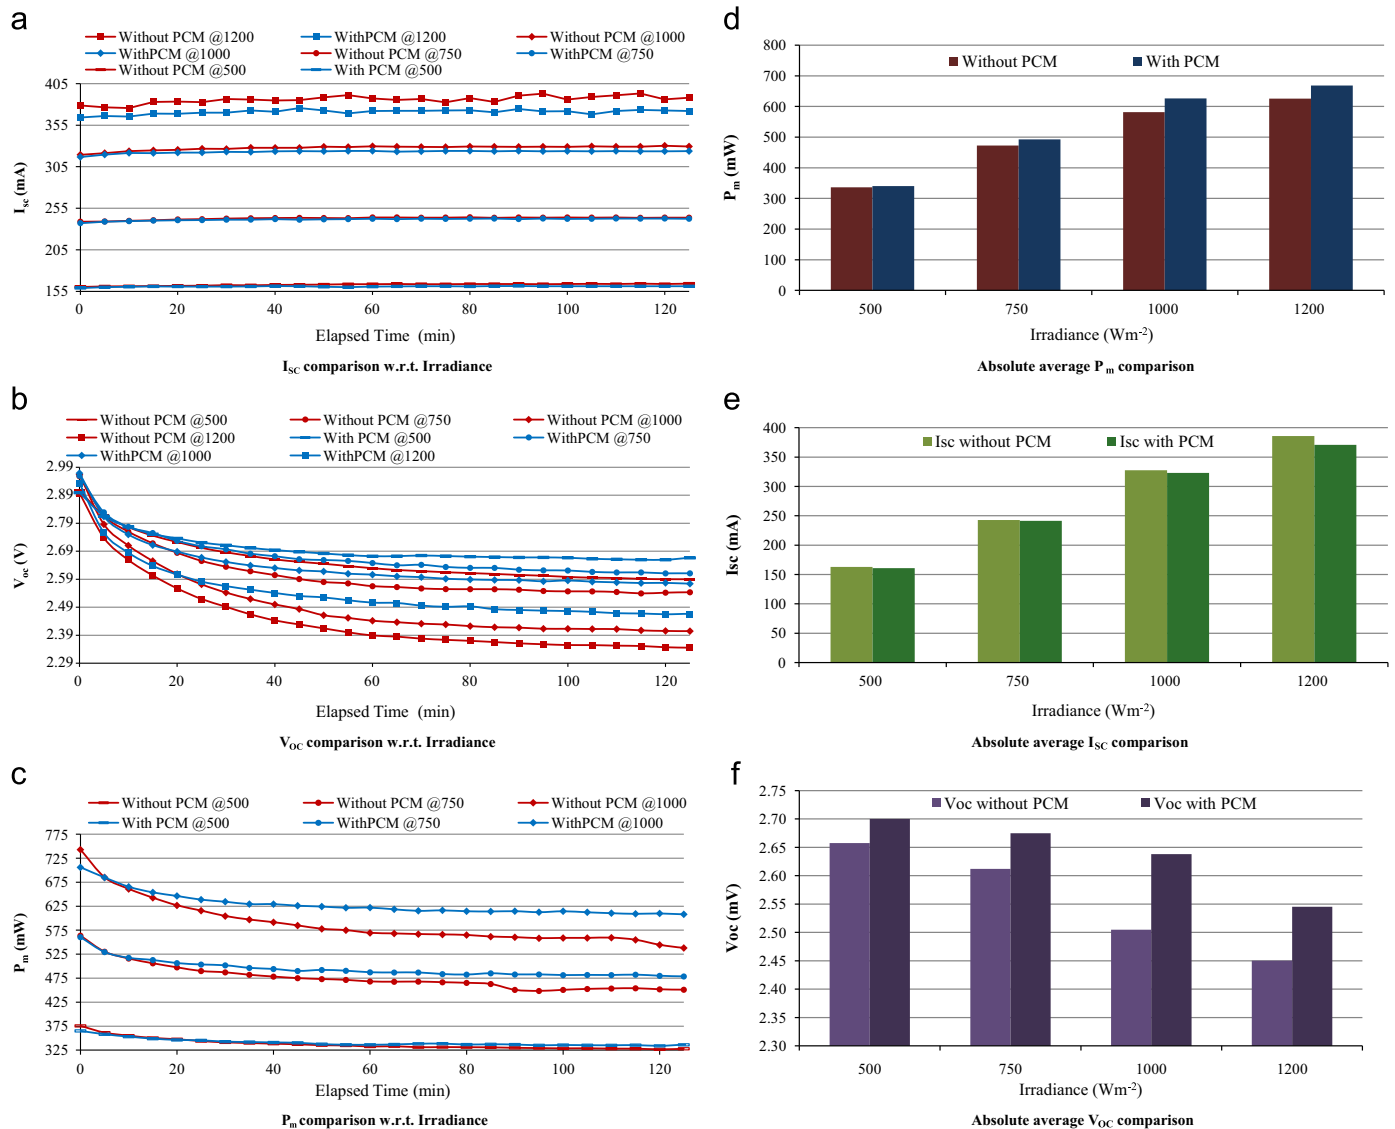 a
Without PCM @1200 WithPCM @1200 Without PCM @1000
WithPCM @1000 Without PCM @750 WithPCM @750
Without PCM @500 With PCM @500
405
355
305
255
205
155
I_sc (mA)
0 20 40 60 80 100 120
Elapsed Time (min)
I_SC comparison w.r.t. Irradiance
b
Without PCM @500 Without PCM @750 Without PCM @1000
Without PCM @1200 With PCM @500 WithPCM @750
WithPCM @1000 WithPCM @1200
2.99
2.89
2.79
2.69
2.59
2.49
2.39
2.29
V_oc (V)
0 20 40 60 80 100 120
Elapsed Time (min)
V_OC comparison w.r.t. Irradiance
c
Without PCM @500 Without PCM @750 Without PCM @1000
With PCM @500 WithPCM @750 WithPCM @1000
775
725
675
625
575
525
475
425
375
325
P_m (mW)
0 20 40 60 80 100 120
Elapsed Time (min)
P_m comparison w.r.t. Irradiance
d
Without PCM With PCM
800
700
600
500
400
300
200
100
0
P_m (mW)
500 750 1000 1200
Irradiance (Wm⁻²)
Absolute average P_m comparison
e
Isc without PCM Isc with PCM
400
350
300
250
200
150
100
50
0
Isc (mA)
500 750 1000 1200
Irradiance (Wm⁻²)
Absolute average I_SC comparison
f
Voc without PCM Voc with PCM
2.75
2.70
2.65
2.60
2.55
2.50
2.45
2.40
2.35
2.30
Voc (mV)
500 750 1000 1200
Irradiance (Wm⁻²)
Absolute average V_OC comparison